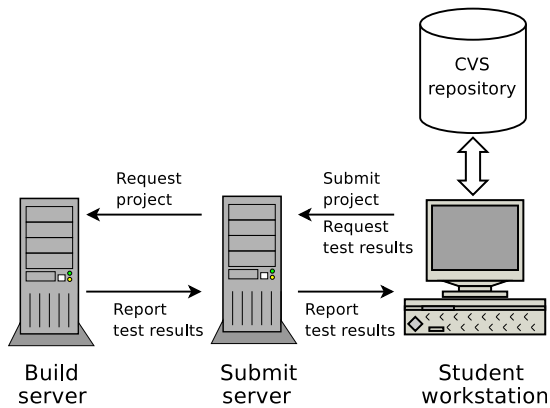 CVS
repository
Request
project
Submit
project
Request
test results
Report
test results
Report
test results
Build
server
Submit
server
Student
workstation